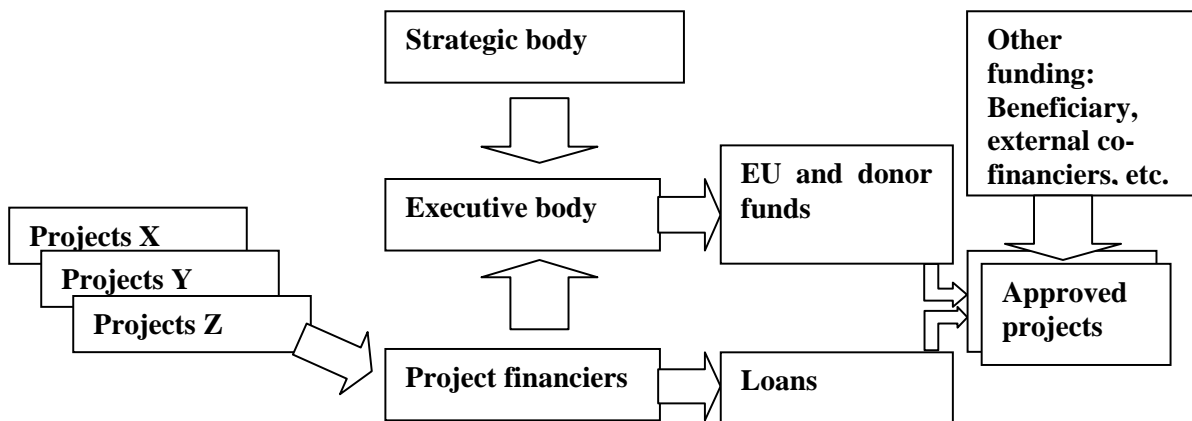 Strategic body
Other
funding:
Beneficiary,
external co-
financiers, etc.
EU and donor
funds
Executive body
Projects X
Projects Y
Projects Z
Approved
projects
Project financiers
Loans